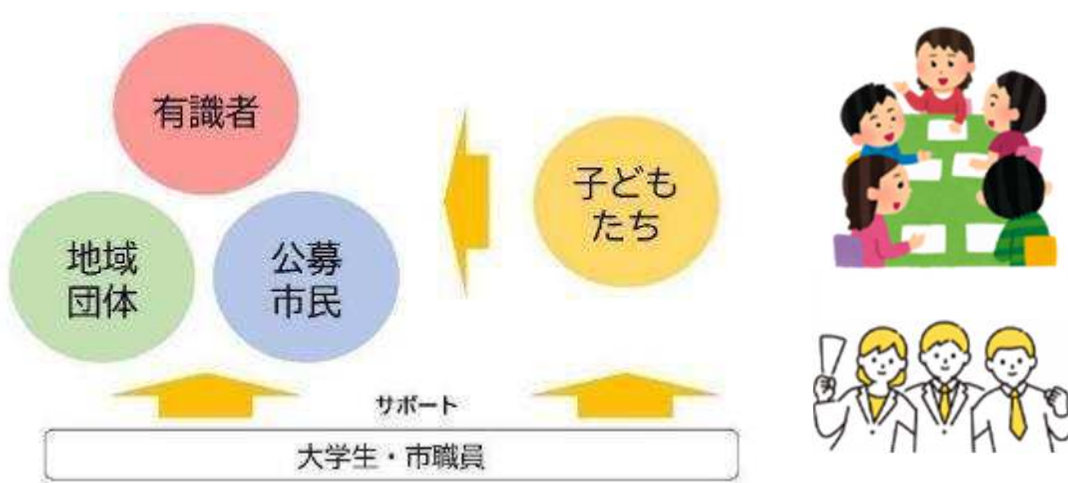 有識者
地域
団体
公募
市民
子ども
たち
サポート
大学生・市職員